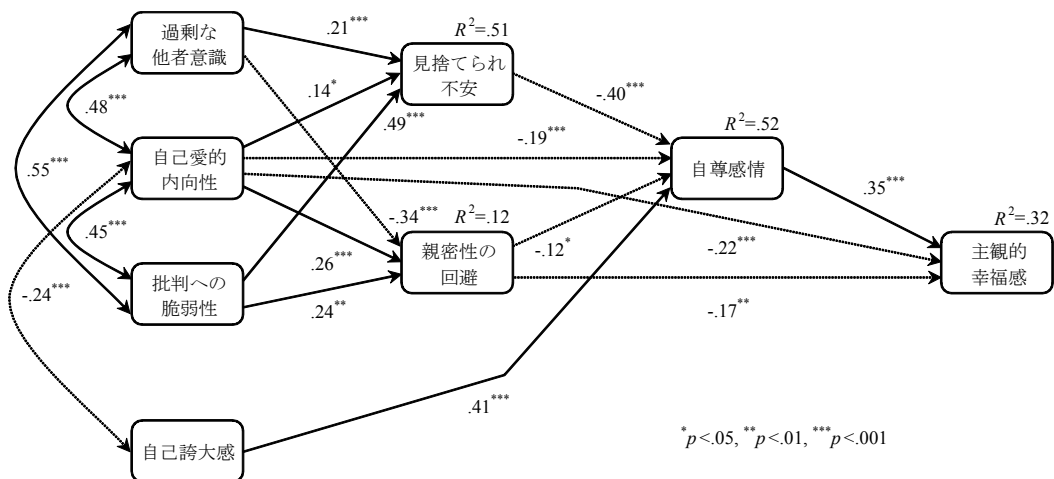 過剰な
他者意識
.21***
R²=.51
見捨てられ
不安
.48***
.14*
.49***
-.40***
-.19***
R²=.52
自己愛的
内向性
自尊感情
.55***
.35***
.45***
-.34***
R²=.12
親密性の
回避
-.12*
-.22***
R²=.32
主観的
幸福感
-.24***
批判への
脆弱性
.26***
.24**
-.17**
.41***
自己誇大感
*p<.05, **p<.01, ***p<.001